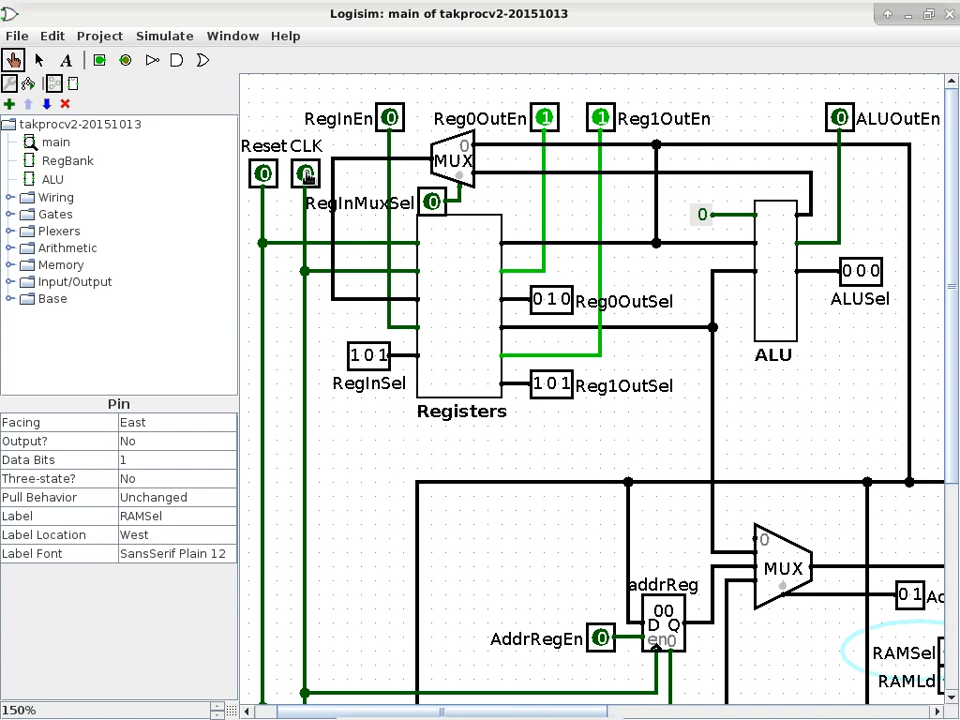 Logisim: main of takprocv2-20151013
File Edit Project Simulate Window Help
A
takprocv2-20151013
main
RegBank
ALU
Wiring
Gates
Plexers
Arithmetic
Memory
Input/Output
Base
Pin
Facing East
Output? No
Data Bits 1
Three-state? No
Pull Behavior Unchanged
Label RAMSel
Label Location West
Label Font SansSerif Plain 12
150%
RegInEn 0 Reg0OutEn 1 1 Reg1OutEn 0 ALUOutEn
Reset CLK
0
0
MUX
RegInMuxSel 0
0
0 0 0
ALUSel
0 1 0 Reg0OutSel
1 0 1
RegInSel
1 0 1 Reg1OutSel
ALU
Registers
0
MUX
addrReg
00
D Q
en0
AddrRegEn 0
0 1
RAMSel
RAMLd